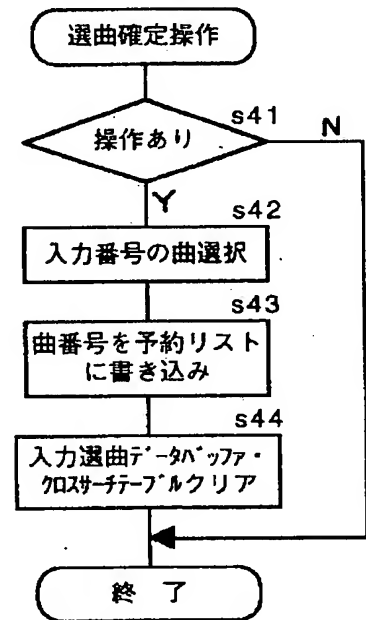 選曲確定操作
s41
操作あり
N
Y
s42
入力番号の曲選択
s43
曲番号を予約リスト
に書き込み
s44
入力選曲データバッファ・
クロスサーチテーブルクリア
終 了